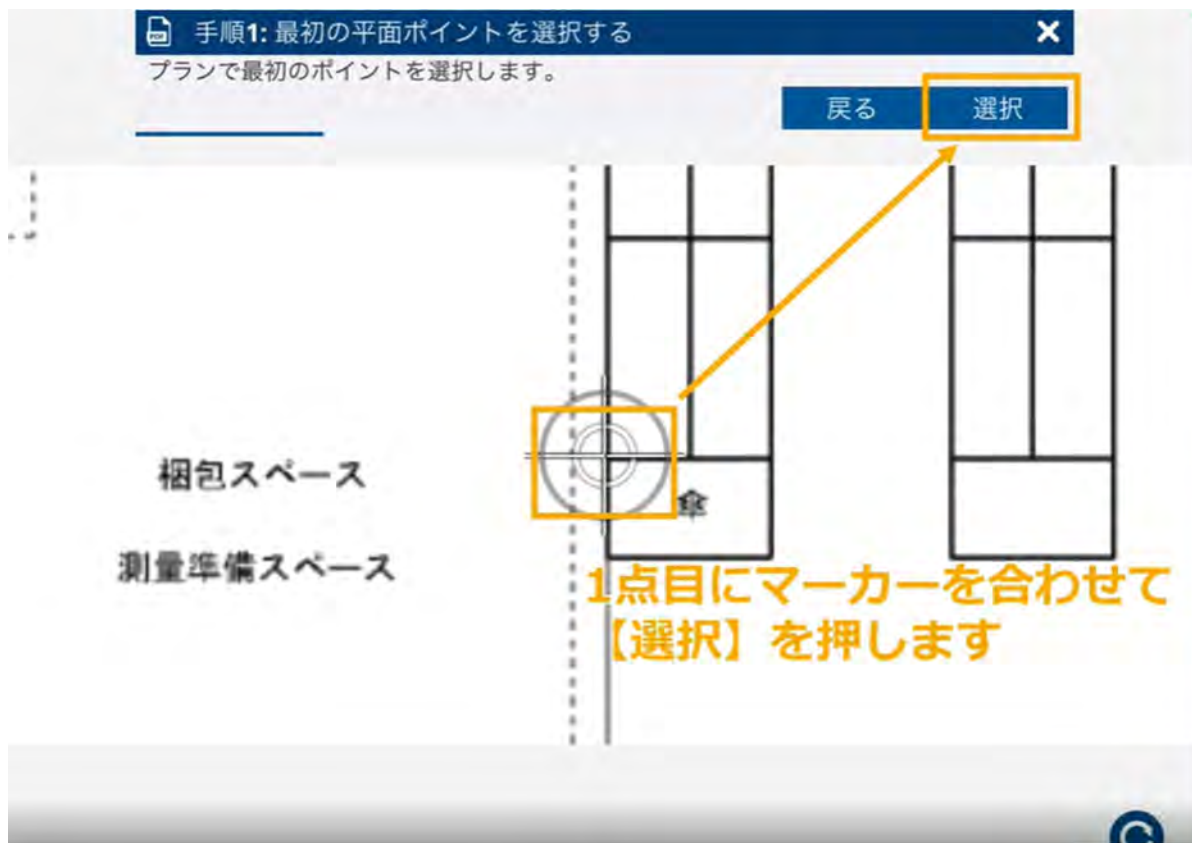 PDF
手順1: 最初の平面ポイントを選択する
プランで最初のポイントを選択します。
戻る
選択
梱包スペース
傘
測量準備スペース
1点目にマーカーを合わせて
【選択】を押します